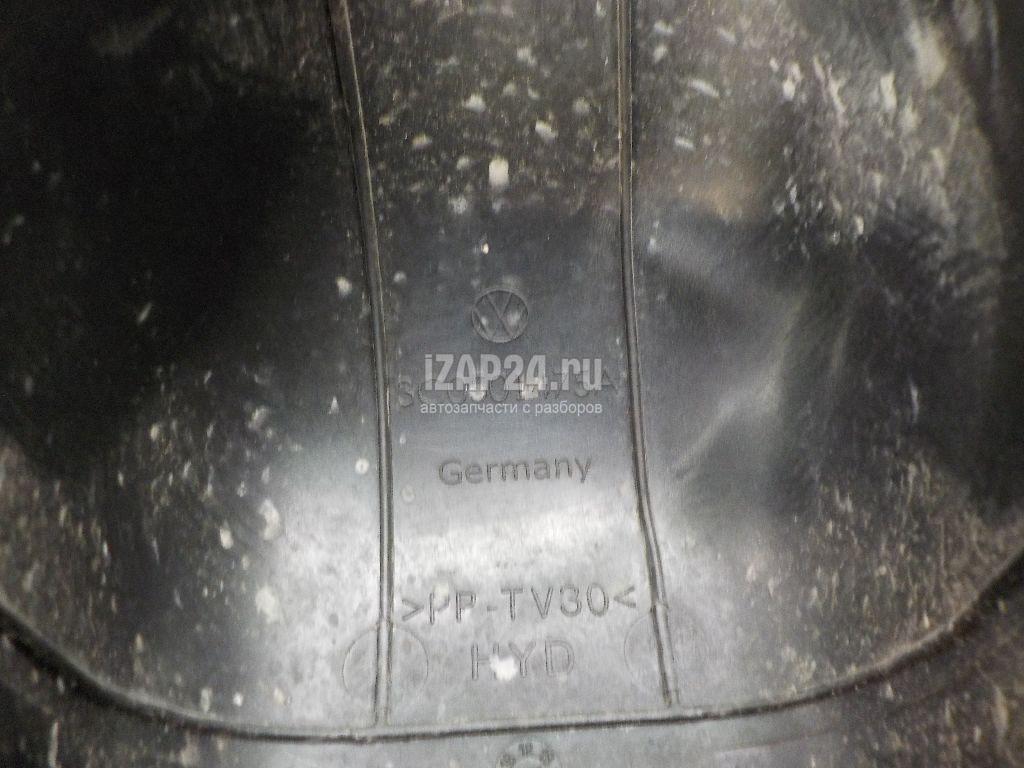 iZAP24.ru
автозапчасти с разборов
Germany
>PP-TV30<
HYD